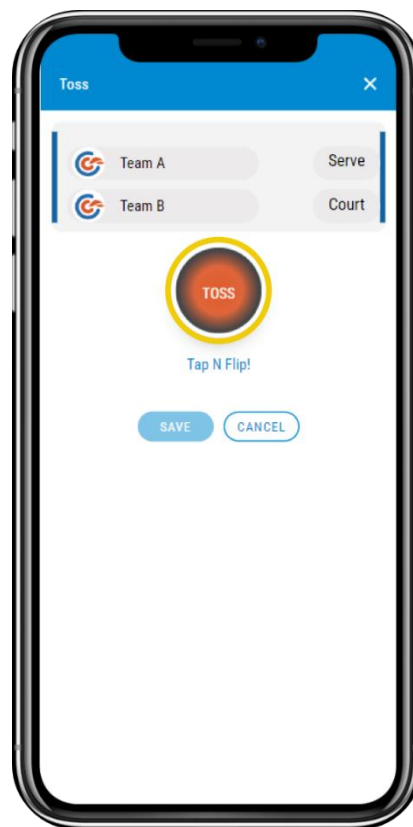 Toss ✕
Team A Serve
Team B Court
TOSS
Tap N Flip!
SAVE CANCEL